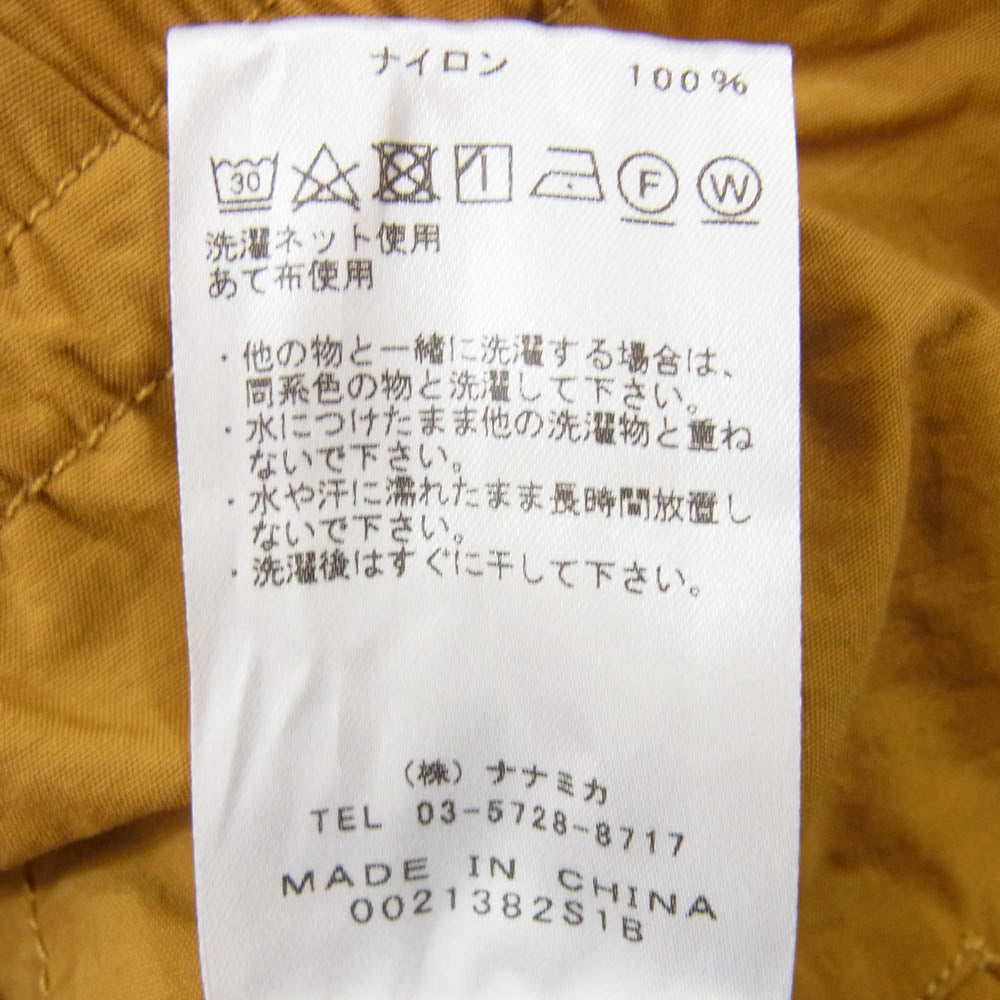 ナイロン 100%
30 F W
洗濯ネット使用
あて布使用
・他の物と一緒に洗濯する場合は、
同系色の物と洗濯して下さい。
・水につけたまま他の洗濯物と重ね
ないで下さい。
・水や汗に濡れたまま長時間放置し
ないで下さい。
・洗濯後はすぐに干して下さい。
(株)ナナミカ
TEL 03-5728-8717
MADE IN CHINA
0021382S1B